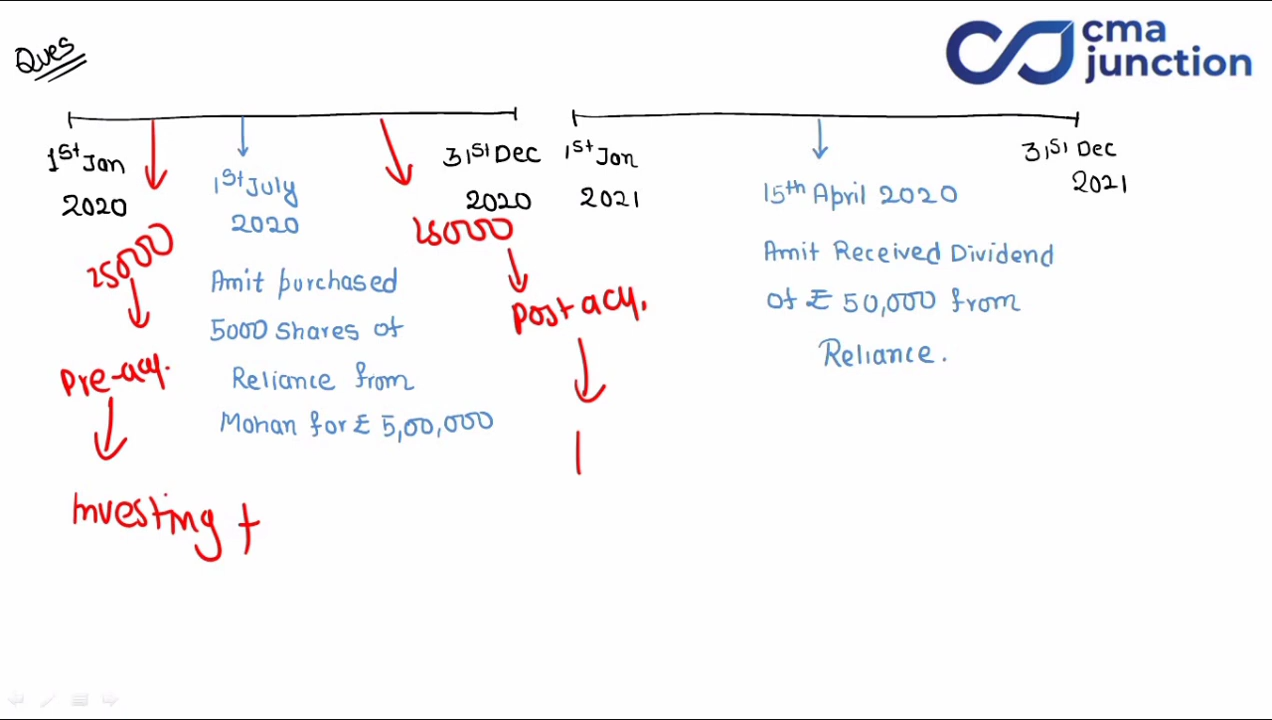 Ques
cma
junction
1st Jan
2020
1st July
2020
31st Dec
2020
1st Jan
2021
15th April 2020
31st Dec
2021
25000
25000
Amit purchased
5000 Shares of
Reliance from
Mohan for £ 5,00,000
Amit Received Dividend
of £ 50,000 from
Reliance.
Pre-acq.
Post acq.
Investing +